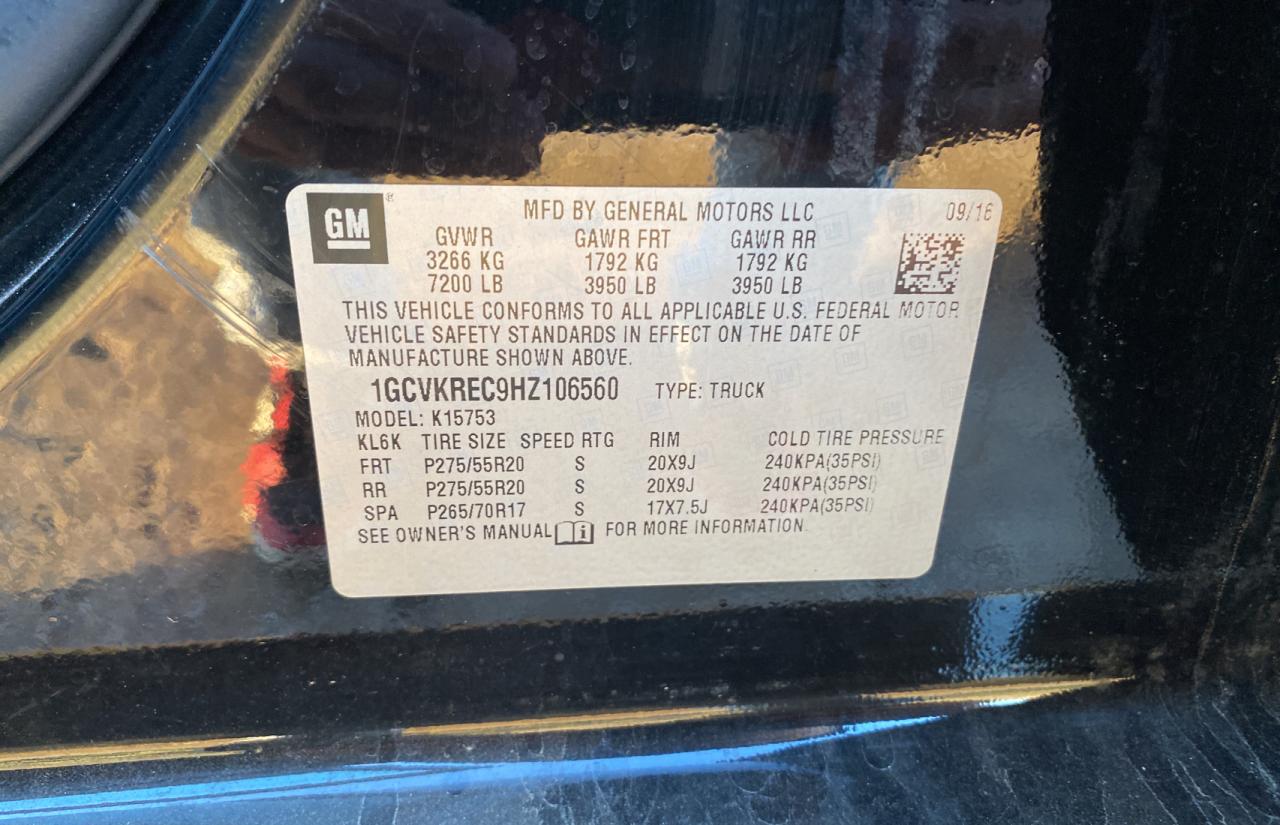 GM ®
MFD BY GENERAL MOTORS LLC 09/16
GVWR GAWR FRT GAWR RR
3266 KG 1792 KG 1792 KG
7200 LB 3950 LB 3950 LB
THIS VEHICLE CONFORMS TO ALL APPLICABLE U.S. FEDERAL MOTOR
VEHICLE SAFETY STANDARDS IN EFFECT ON THE DATE OF
MANUFACTURE SHOWN ABOVE.
1GCVKREC9HZ106560 TYPE: TRUCK
MODEL: K15753
KL6K TIRE SIZE SPEED RTG RIM COLD TIRE PRESSURE
FRT P275/55R20 S 20X9J 240KPA(35PSI)
RR P275/55R20 S 20X9J 240KPA(35PSI)
SPA P265/70R17 S 17X7.5J 240KPA(35PSI)
SEE OWNER'S MANUAL i FOR MORE INFORMATION.